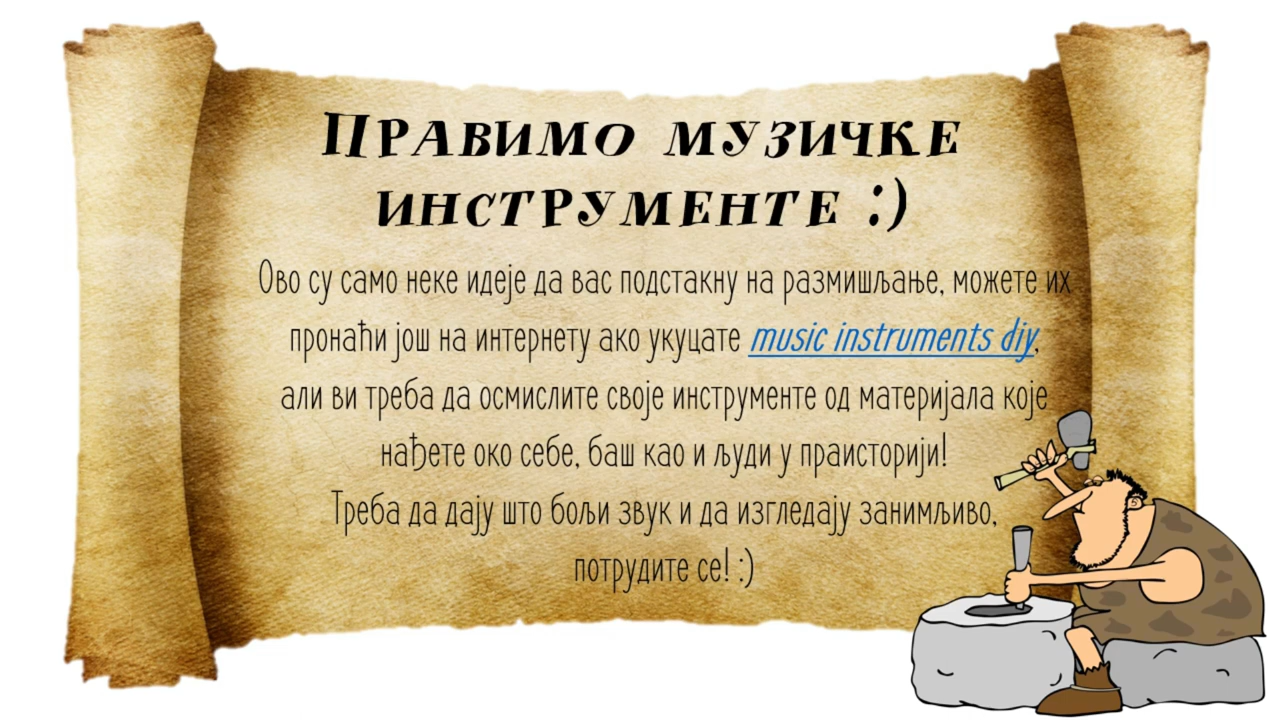 Правимо музичке
инструменте :)
Ово су само неке идеје да вас подстакну на размишљање, можете их
пронаћи још на интернету ако укуцате music instruments diy,
али ви треба да осмислите своје инструменте од материјала које
нађете око себе, баш као и људи у праисторији!
Треба да дају што бољи звук и да изгледају занимљиво,
потрудите се! :)